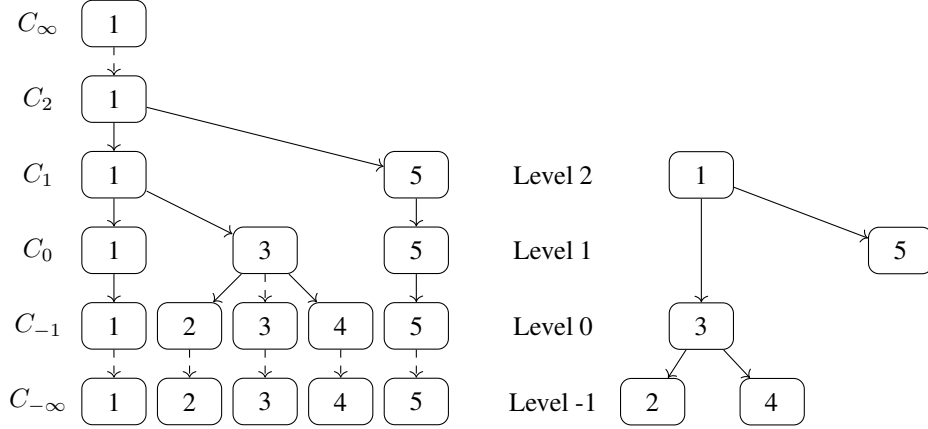 C∞ 1
C2 1
C1 1 5 Level 2 1
C0 1 3 5 Level 1 5
C−1 1 2 3 4 5 Level 0 3
C−∞ 1 2 3 4 5 Level -1 2 4